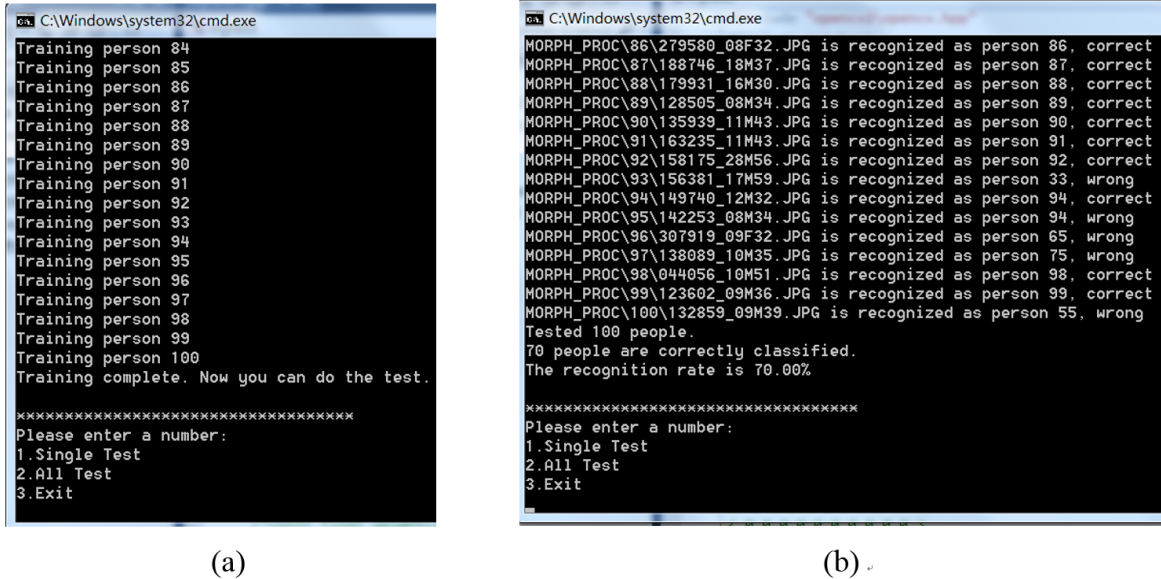 C:\Windows\system32\cmd.exe
Training person 84
Training person 85
Training person 86
Training person 87
Training person 88
Training person 89
Training person 90
Training person 91
Training person 92
Training person 93
Training person 94
Training person 95
Training person 96
Training person 97
Training person 98
Training person 99
Training person 100
Training complete. Now you can do the test.
***********************************
Please enter a number:
1.Single Test
2.All Test
3.Exit
(a)
C:\Windows\system32\cmd.exe
MORPH_PROC\86\279580_08F32.JPG is recognized as person 86, correct
MORPH_PROC\87\188746_18M37.JPG is recognized as person 87, correct
MORPH_PROC\88\179931_16M30.JPG is recognized as person 88, correct
MORPH_PROC\89\128505_08M34.JPG is recognized as person 89, correct
MORPH_PROC\90\135939_11M43.JPG is recognized as person 90, correct
MORPH_PROC\91\163235_11M43.JPG is recognized as person 91, correct
MORPH_PROC\92\158175_28M56.JPG is recognized as person 92, correct
MORPH_PROC\93\156381_17M59.JPG is recognized as person 33, wrong
MORPH_PROC\94\149740_12M32.JPG is recognized as person 94, correct
MORPH_PROC\95\142253_08M34.JPG is recognized as person 94, wrong
MORPH_PROC\96\307919_09F32.JPG is recognized as person 65, wrong
MORPH_PROC\97\138089_10M35.JPG is recognized as person 75, wrong
MORPH_PROC\98\044056_10M51.JPG is recognized as person 98, correct
MORPH_PROC\99\123602_09M36.JPG is recognized as person 99, correct
MORPH_PROC\100\132859_09M39.JPG is recognized as person 55, wrong
Tested 100 people.
70 people are correctly classified.
The recognition rate is 70.00%
***********************************
Please enter a number:
1.Single Test
2.All Test
3.Exit
(b)